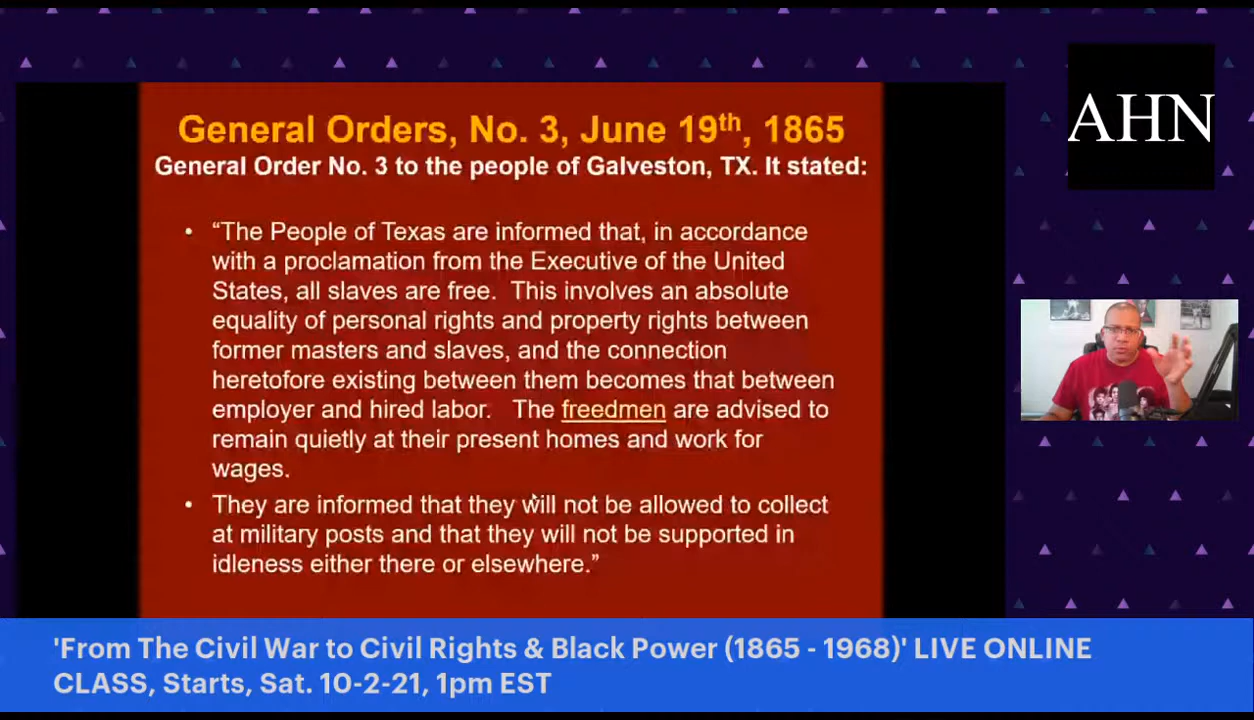 AHN
General Orders, No. 3, June 19th, 1865
General Order No. 3 to the people of Galveston, TX. It stated:
• “The People of Texas are informed that, in accordance
with a proclamation from the Executive of the United
States, all slaves are free. This involves an absolute
equality of personal rights and property rights between
former masters and slaves, and the connection
heretofore existing between them becomes that between
employer and hired labor. The freedmen are advised to
remain quietly at their present homes and work for
wages.
• They are informed that they will not be allowed to collect
at military posts and that they will not be supported in
idleness either there or elsewhere.”
'From The Civil War to Civil Rights & Black Power (1865 - 1968)' LIVE ONLINE
CLASS, Starts, Sat. 10-2-21, 1pm EST